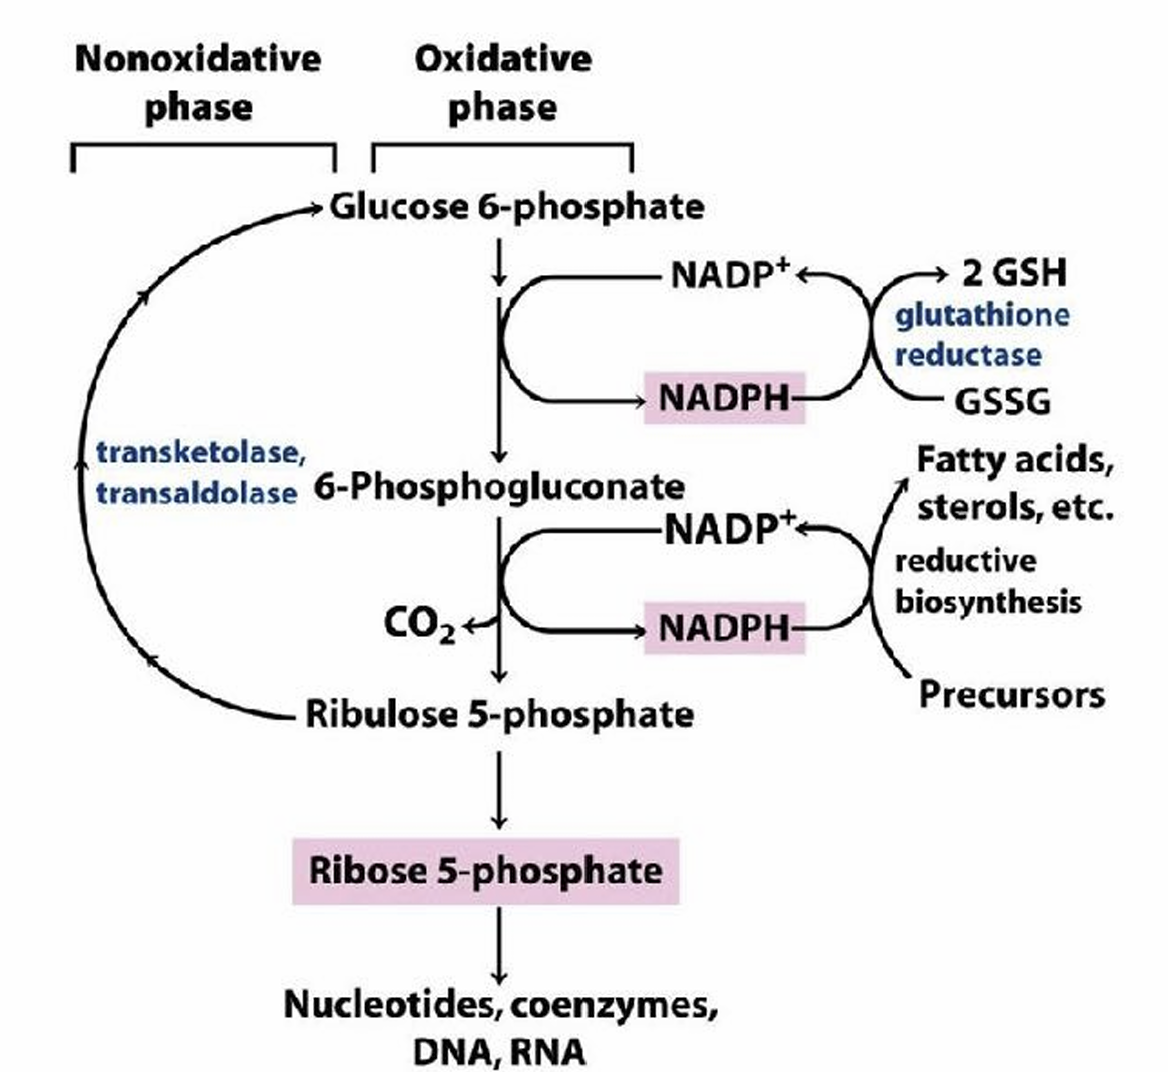 Nonoxidative
phase
Oxidative
phase
Glucose 6-phosphate
NADP⁺
2 GSH
glutathione
reductase
NADPH
GSSG
transketolase,
transaldolase
6-Phosphogluconate
Fatty acids,
sterols, etc.
NADP⁺
reductive
biosynthesis
CO₂
NADPH
Precursors
Ribulose 5-phosphate
Ribose 5-phosphate
Nucleotides, coenzymes,
DNA, RNA